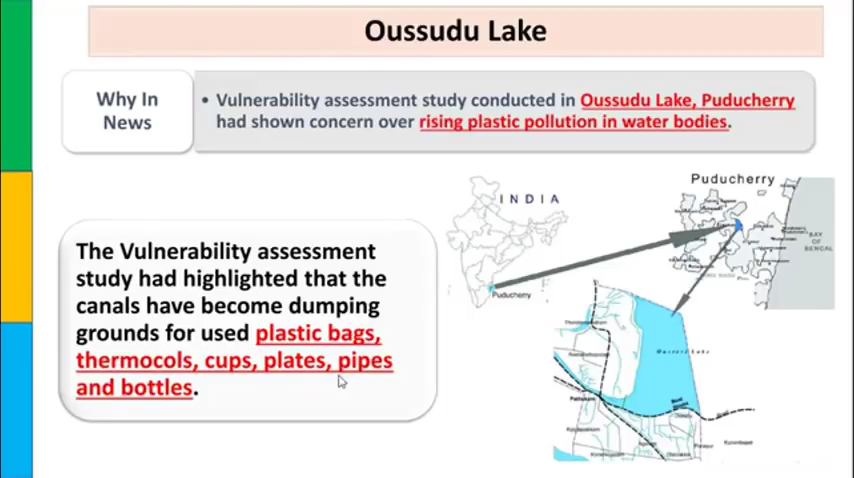 Oussudu Lake
Why In
News
• Vulnerability assessment study conducted in Oussudu Lake, Puducherry
had shown concern over rising plastic pollution in water bodies.
The Vulnerability assessment
study had highlighted that the
canals have become dumping
grounds for used plastic bags,
thermocols, cups, plates, pipes
and bottles.
INDIA
Puducherry
Puducherry
BAY
OF
BENGAL